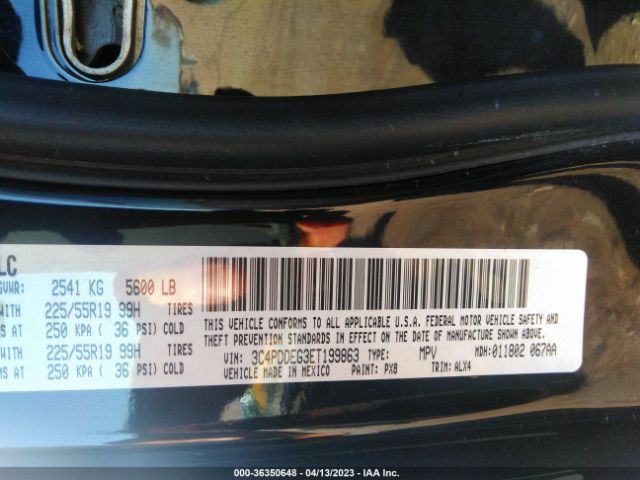 LC
GVWR: 2541 KG 5600 LB
WITH 225/55R19 99H TIRES
MS AT 250 KPA ( 36 PSI) COLD
WITH 225/55R19 99H TIRES
MS AT 250 KPA ( 36 PSI) COLD
THIS VEHICLE CONFORMS TO ALL APPLICABLE U.S.A. FEDERAL MOTOR VEHICLE SAFETY AND
THEFT PREVENTION STANDARDS IN EFFECT ON THE DATE OF MANUFACTURE SHOWN ABOVE.
VIN: 3C4PDDEG3ET199863 TYPE: MPV MDH:011802 067AA
VEHICLE MADE IN MEXICO PAINT: PX8 TRIM: ALX4
000-36350648 - 04/13/2023 - IAA Inc.